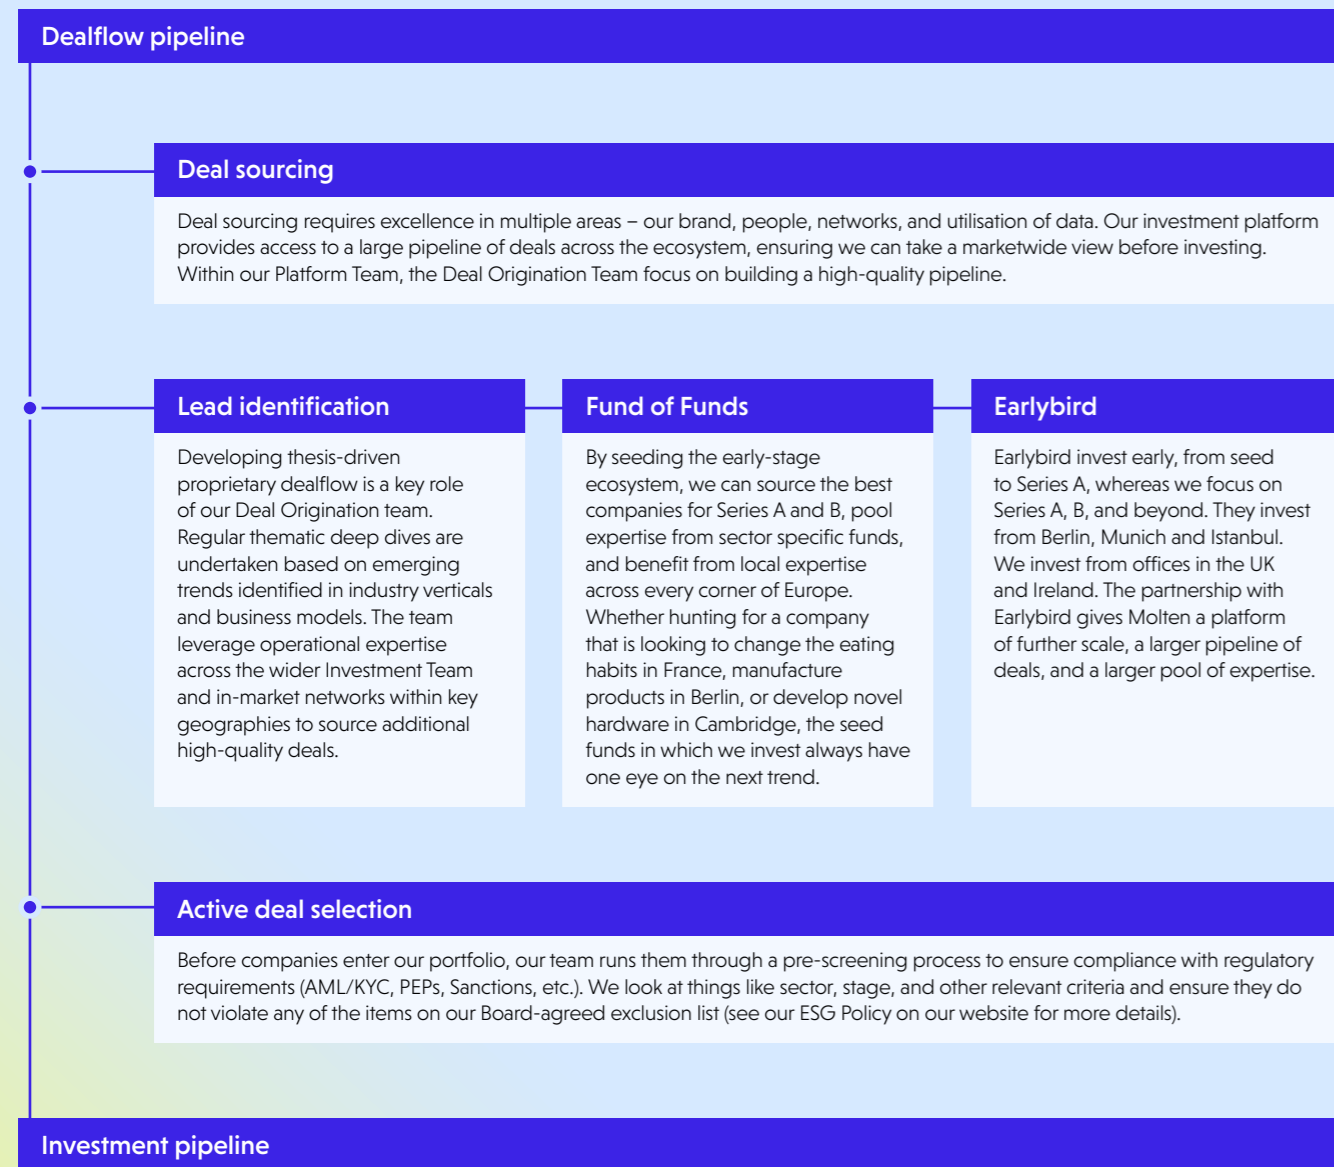 Dealflow pipeline
Deal sourcing
Deal sourcing requires excellence in multiple areas – our brand, people, networks, and utilisation of data. Our investment platform
provides access to a large pipeline of deals across the ecosystem, ensuring we can take a marketwide view before investing.
Within our Platform Team, the Deal Origination Team focus on building a high-quality pipeline.
Lead identification
Developing thesis-driven
proprietary dealflow is a key role
of our Deal Origination team.
Regular thematic deep dives are
undertaken based on emerging
trends identified in industry verticals
and business models. The team
leverage operational expertise
across the wider Investment Team
and in-market networks within key
geographies to source additional
high-quality deals.
Fund of Funds
By seeding the early-stage
ecosystem, we can source the best
companies for Series A and B, pool
expertise from sector specific funds,
and benefit from local expertise
across every corner of Europe.
Whether hunting for a company
that is looking to change the eating
habits in France, manufacture
products in Berlin, or develop novel
hardware in Cambridge, the seed
funds in which we invest always have
one eye on the next trend.
Earlybird
Earlybird invest early, from seed
to Series A, whereas we focus on
Series A, B, and beyond. They invest
from Berlin, Munich and Istanbul.
We invest from offices in the UK
and Ireland. The partnership with
Earlybird gives Molten a platform
of further scale, a larger pipeline of
deals, and a larger pool of expertise.
Active deal selection
Before companies enter our portfolio, our team runs them through a pre-screening process to ensure compliance with regulatory
requirements (AML/KYC, PEPs, Sanctions, etc.). We look at things like sector, stage, and other relevant criteria and ensure they do
not violate any of the items on our Board-agreed exclusion list (see our ESG Policy on our website for more details).
Investment pipeline